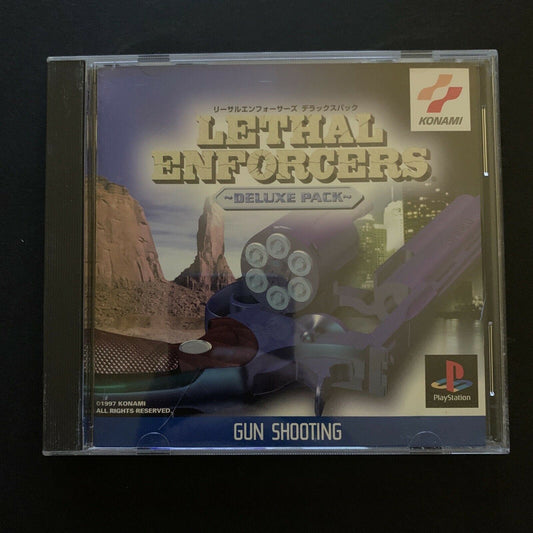 リーサルエンフォーサーズ デラックスパック
LETHAL
ENFORCERS
~DELUXE PACK~
KONAMI
©1997 KONAMI
ALL RIGHTS RESERVED.
PlayStation
GUN SHOOTING